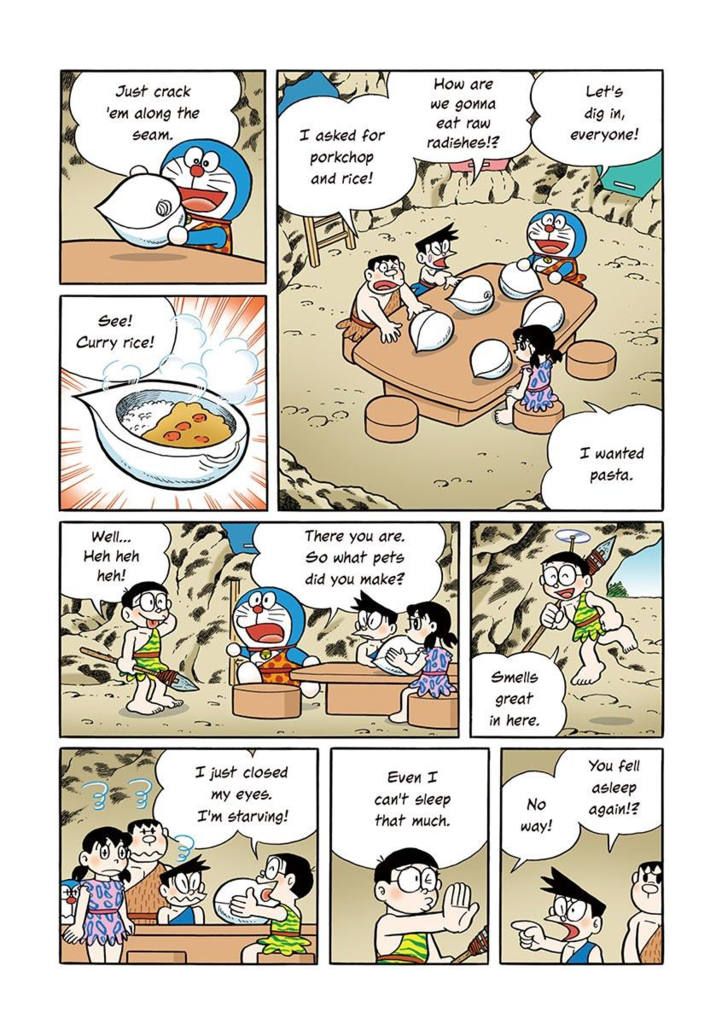 Let's
dig in,
everyone!
How are
we gonna
eat raw
radishes!?
I asked for
porkchop
and rice!
I wanted
pasta.
Just crack
'em along the
seam.
See!
Curry rice!
Smells
great
in here.
There you are.
So what pets
did you make?
Well...
Heh heh
heh!
You fell
asleep
again!?
No
way!
Even I
can't sleep
that much.
I just closed
my eyes.
I'm starving!